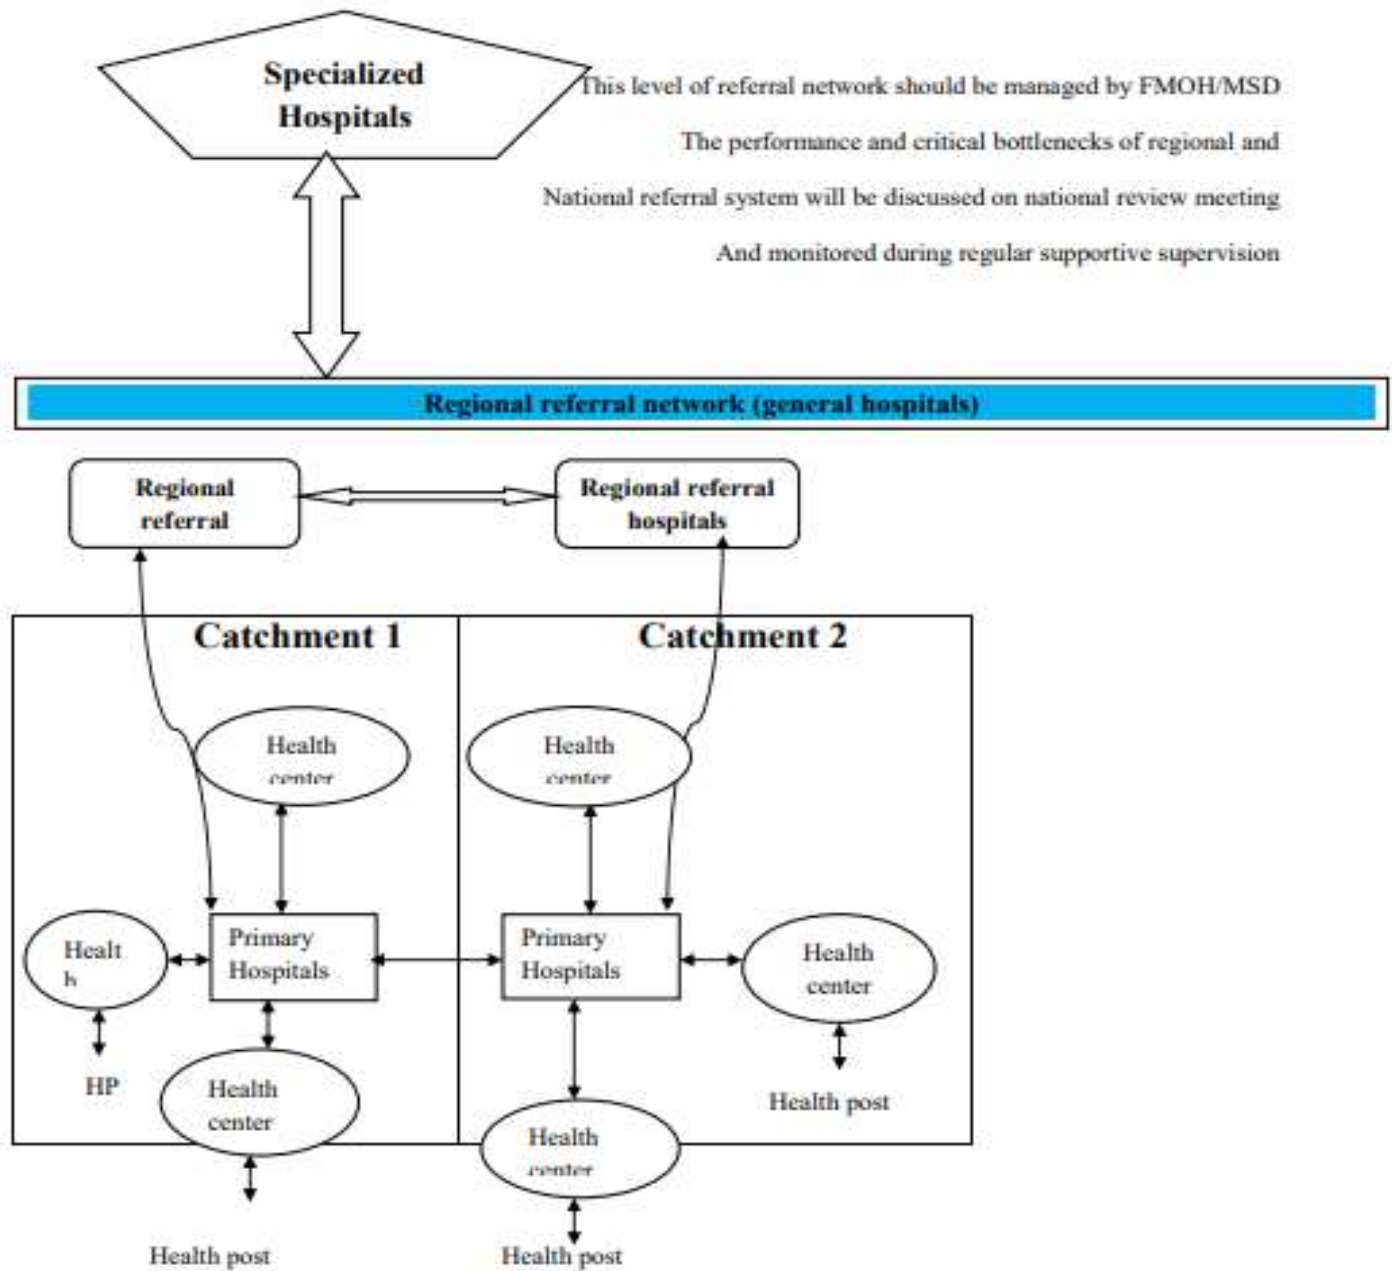 Specialized
Hospitals
This level of referral network should be managed by FMOH/MSD
The performance and critical bottlenecks of regional and
National referral system will be discussed on national review meeting
And monitored during regular supportive supervision
Regional referral network (general hospitals)
Regional
referral
Regional referral
hospitals
Catchment 1
Catchment 2
Health
center
Health
center
Healt
h
Primary
Hospitals
Primary
Hospitals
Health
center
HP
Health
center
Health post
Health
center
Health post
Health post